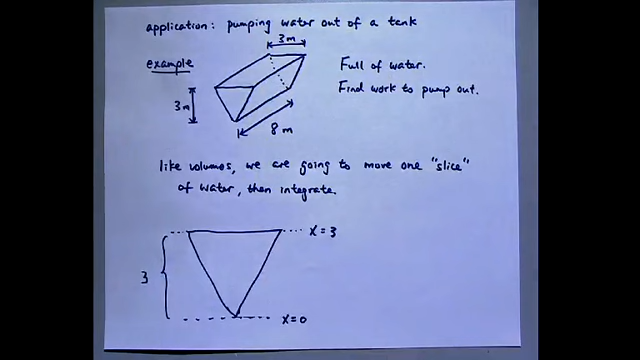 application: pumping water out of a tank
3m
example
Full of water.
Find work to pump out.
3m
8 m
like volumes, we are going to move one "slice"
of water, then integrate.
x=3
3
x=0